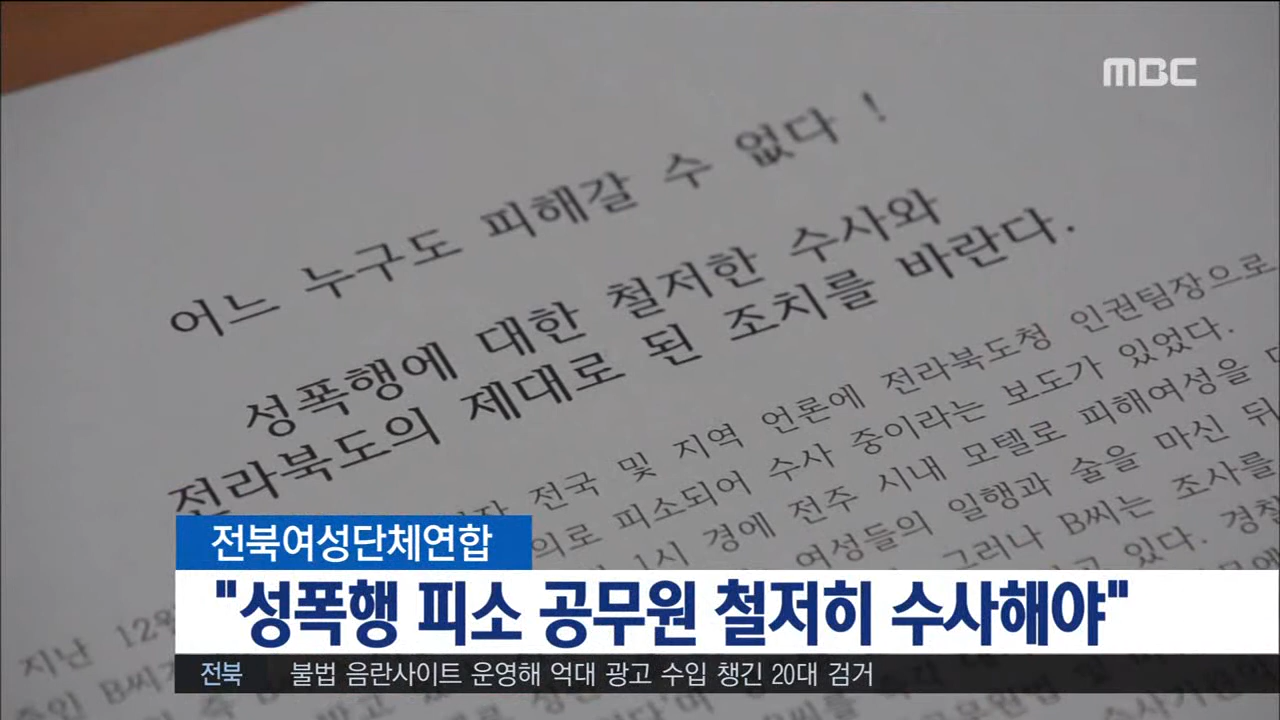 MBC
어느 누구도 피해갈 수 없다 !
성폭행에 대한 철저한 수사와
전라북도의 제대로 된 조치를 바란다.
전국 및 지역 언론에 전라북도청 인권팀장으로
의로 피소되어 수사 중이라는 보도가 있었다.
1시 경에 전주 시내 모텔로 피해여성을
여성들의 일행과 술을 마신 뒤
그러나 B씨는 조사를
지난 12월
있다. 경찰
전북여성단체연합
"성폭행 피소 공무원 철저히 수사해야"
전북 불법 음란사이트 운영해 억대 광고 수입 챙긴 20대 검거